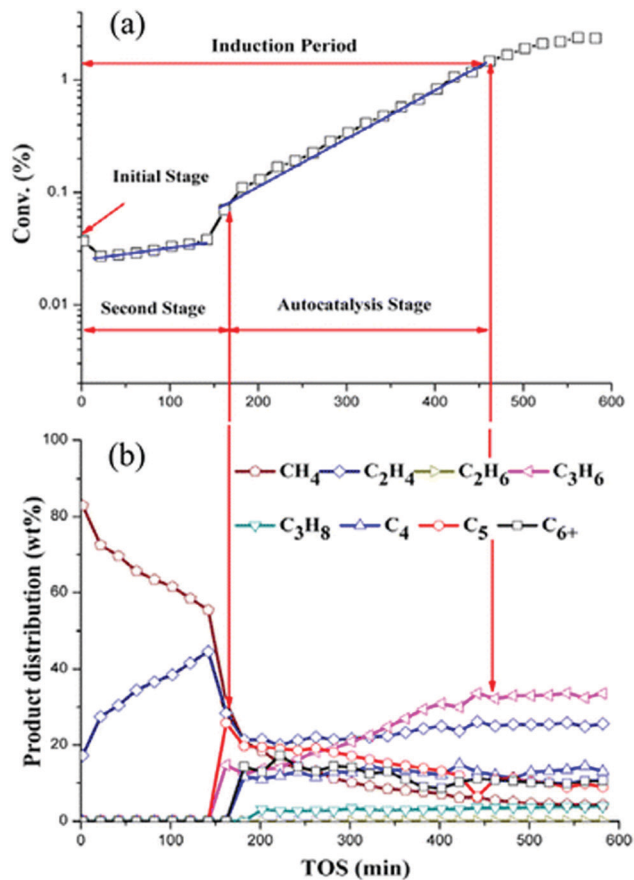 (a)
Induction Period
Initial Stage
Second Stage
Autocatalysis Stage
Conv. (%)
1
0.1
0.01
0 100 200 300 400 500 600
(b)
CH4 C2H4 C2H6 C3H6
C3H8 C4 C5 C6+
Product distribution (wt%)
100
80
60
40
20
0
0 100 200 300 400 500 600
TOS (min)